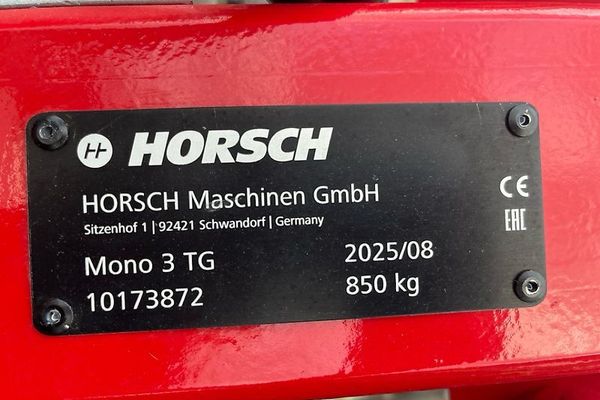 HORSCH
HORSCH Maschinen GmbH
Sitzenhof 1 | 92421 Schwandorf | Germany
Mono 3 TG 2025/08
10173872 850 kg
CE
EAC